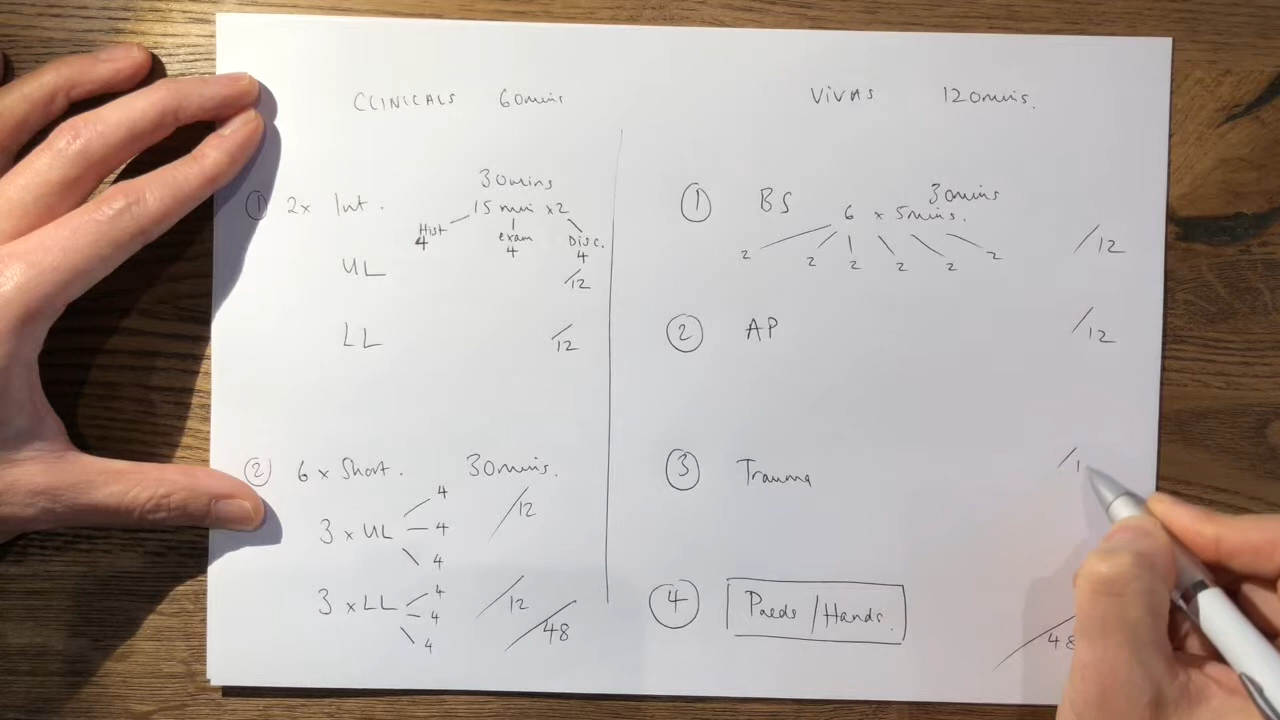 CLINICALS 60mins
① 2x Int.
30mins
15 min x2
Hist 4
exam 4
Disc. 4
UL /12
LL /12
② 6 x Short. 30mins.
3 x UL 4 4 4 /12
3 x LL 4 4 4 /12
/48
VIVAS 120mins.
① BS 30mins
6 x 5mins.
2 2 2 2 2 2 /12
② AP /12
③ Trauma /1
④ Paeds/Hands.
/48